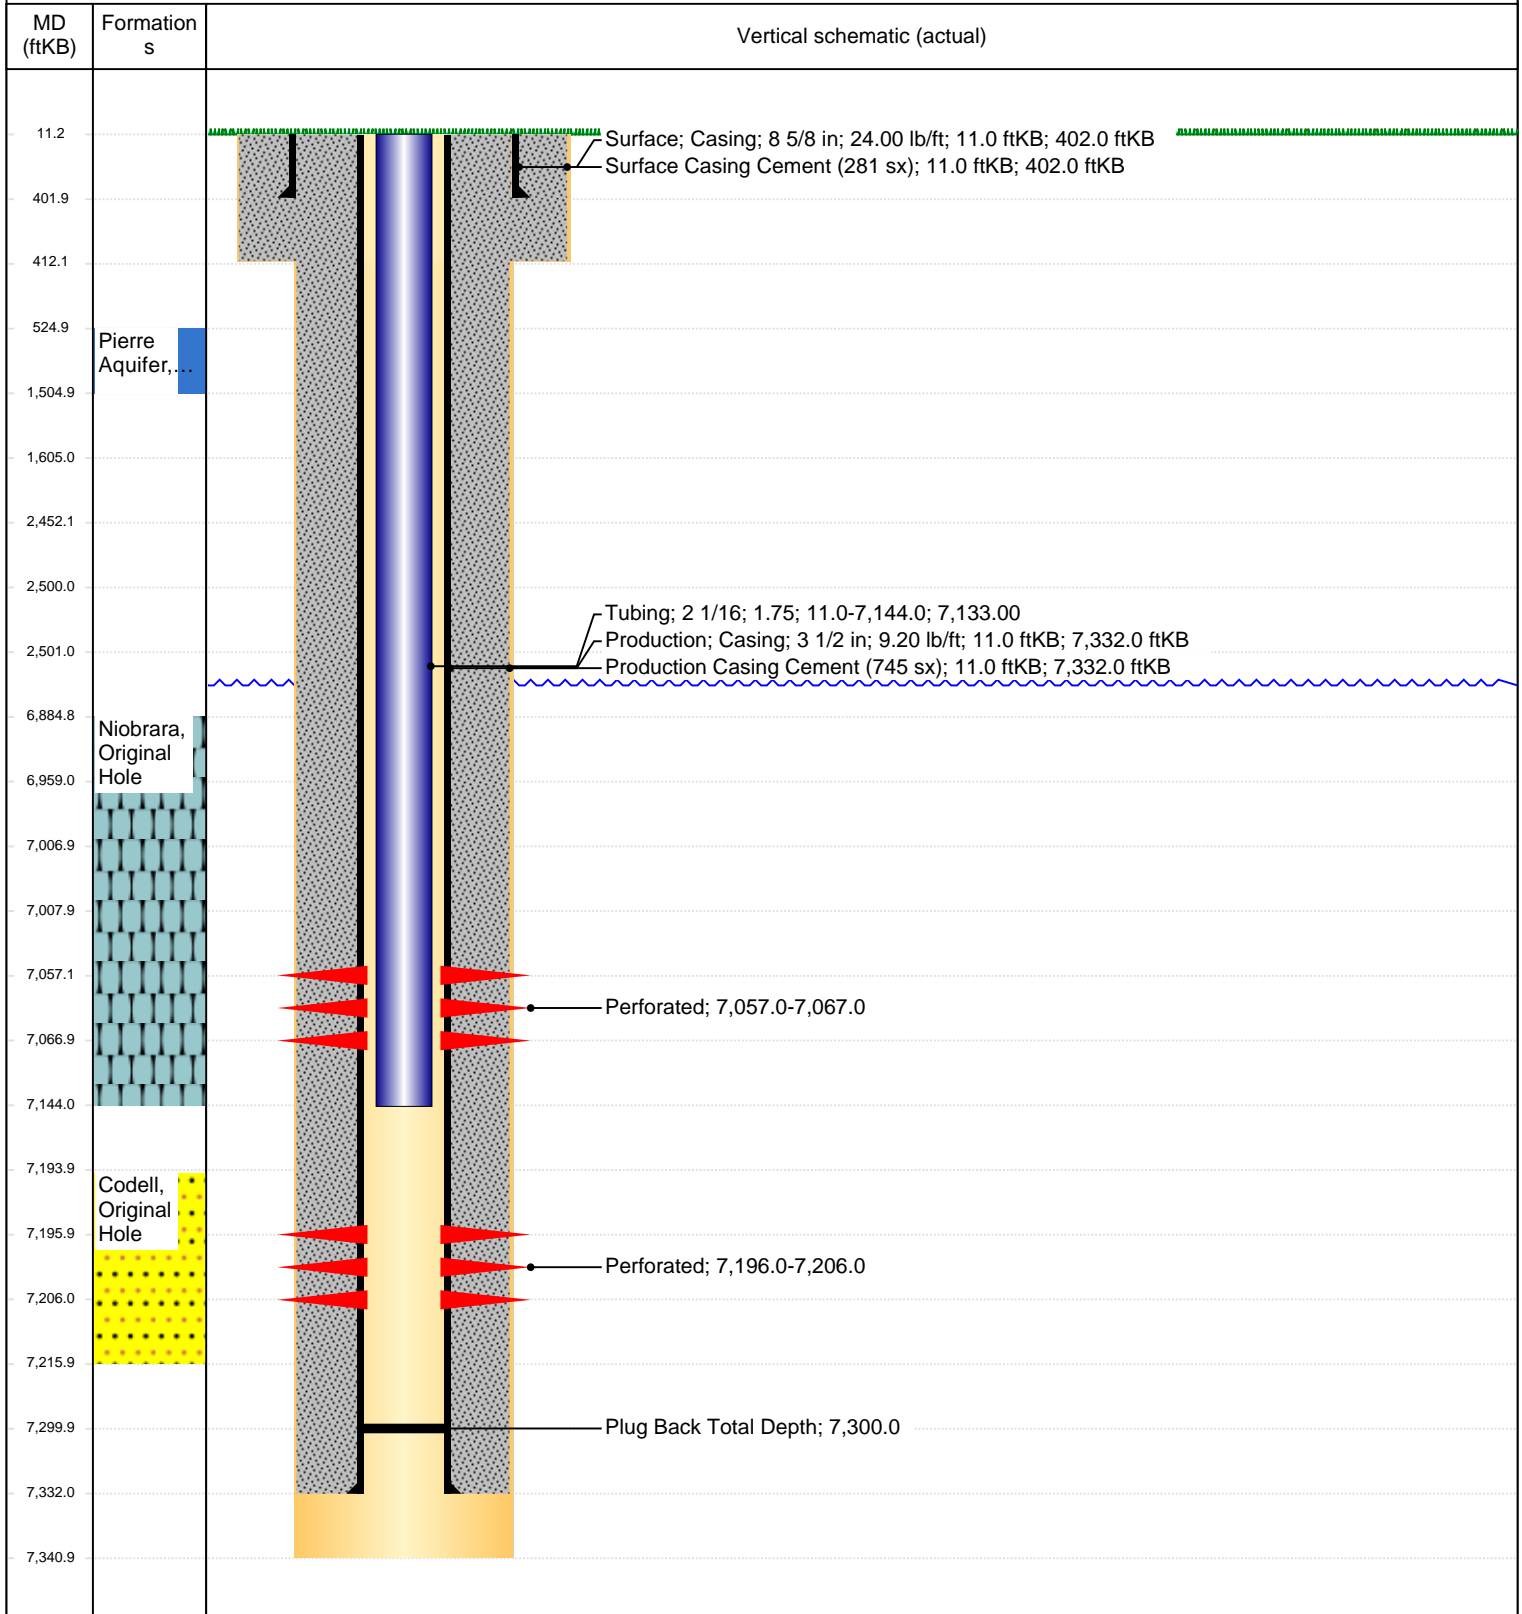 MD
(ftKB)
Formation
s
Vertical schematic (actual)
11.2
Surface; Casing; 8 5/8 in; 24.00 lb/ft; 11.0 ftKB; 402.0 ftKB
Surface Casing Cement (281 sx); 11.0 ftKB; 402.0 ftKB
401.9
412.1
524.9
Pierre
Aquifer,...
1,504.9
1,605.0
2,452.1
2,500.0
Tubing; 2 1/16; 1.75; 11.0-7,144.0; 7,133.00
Production; Casing; 3 1/2 in; 9.20 lb/ft; 11.0 ftKB; 7,332.0 ftKB
2,501.0
Production Casing Cement (745 sx); 11.0 ftKB; 7,332.0 ftKB
6,884.8
Niobrara,
Original
Hole
6,959.0
7,006.9
7,007.9
7,057.1
Perforated; 7,057.0-7,067.0
7,066.9
7,144.0
7,193.9
Codell,
Original
Hole
7,195.9
Perforated; 7,196.0-7,206.0
7,206.0
7,215.9
7,299.9
Plug Back Total Depth; 7,300.0
7,332.0
7,340.9